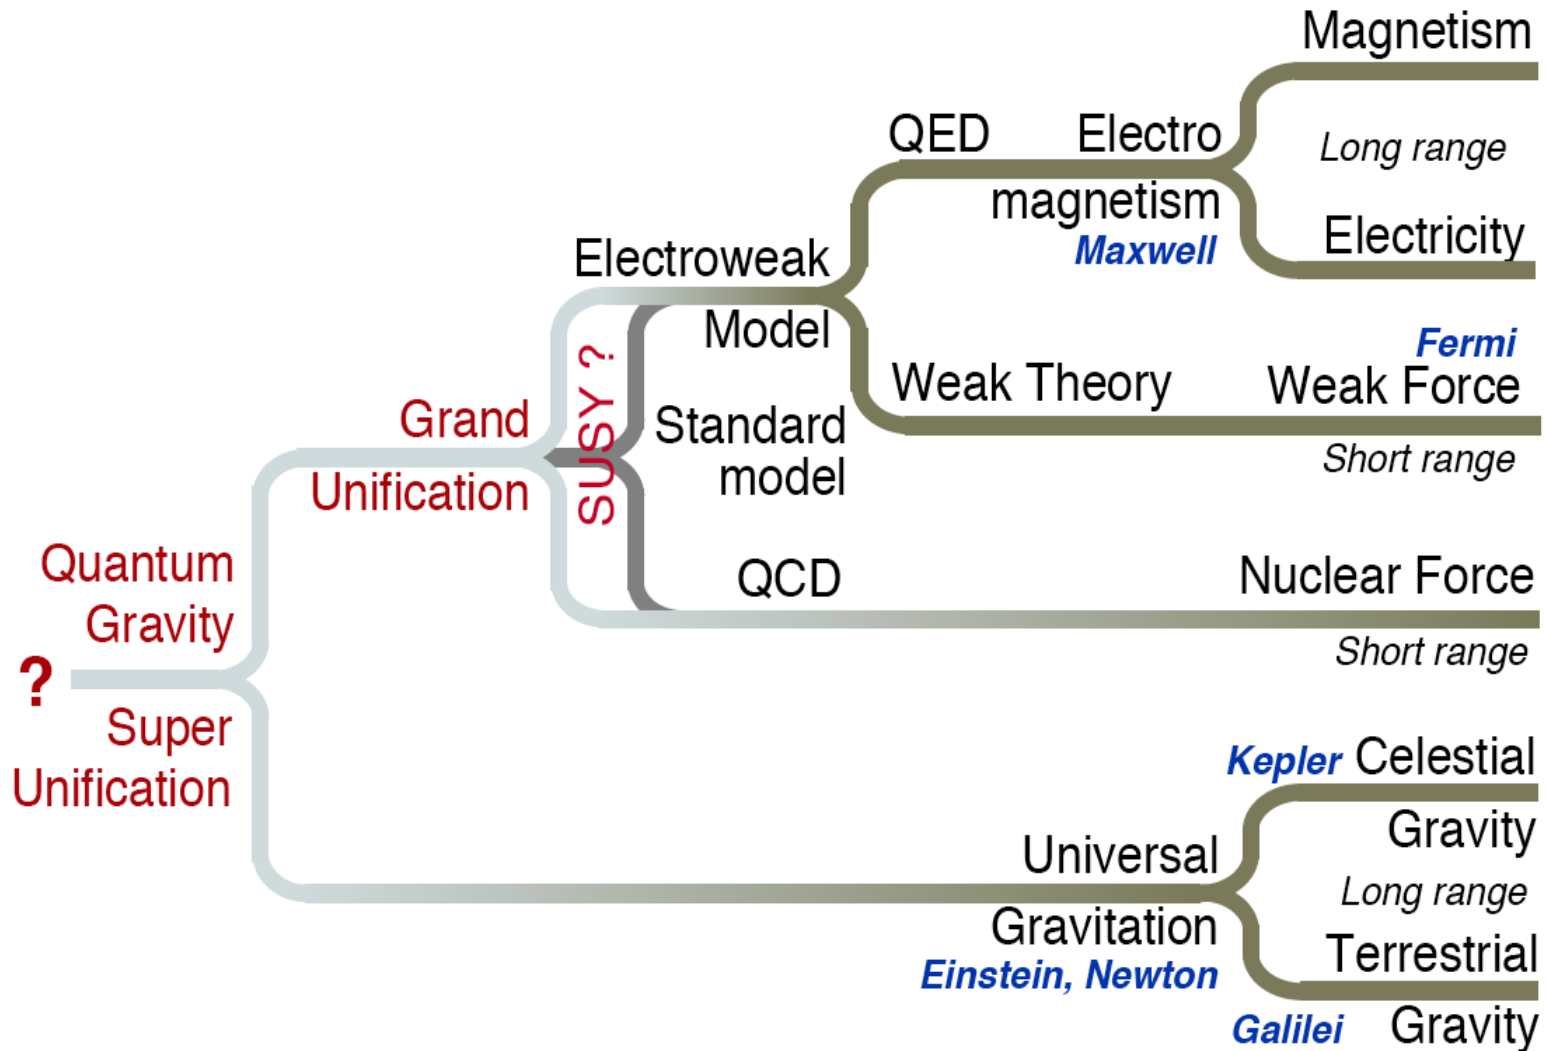 Magnetism
QED Electro
Long range
magnetism
Maxwell
Electricity
Electroweak
Model
Fermi
Weak Theory Weak Force
Short range
SUSY ?
Grand
Unification
Standard
model
QCD
Nuclear Force
Short range
Quantum
Gravity
?
Super
Unification
Kepler Celestial
Gravity
Long range
Universal
Gravitation
Einstein, Newton
Terrestrial
Galilei Gravity